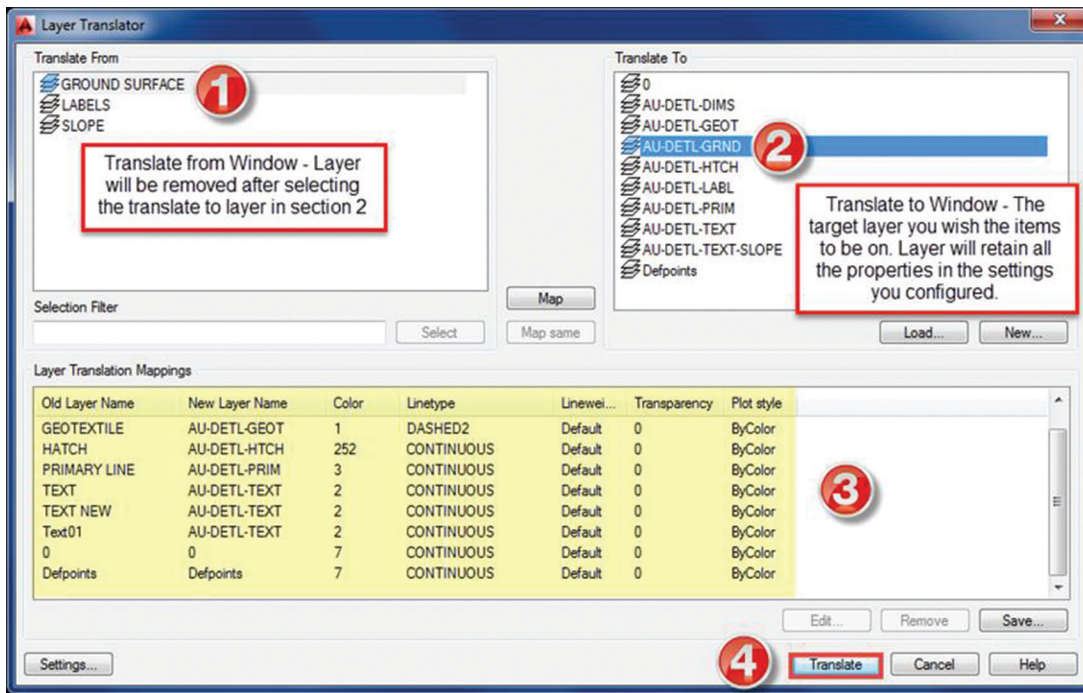 Layer Translator
Translate From
GROUND SURFACE
LABELS
SLOPE
1
Translate from Window - Layer
will be removed after selecting
the translate to layer in section 2
Selection Filter
Select
Map
Map same
Translate To
0
AU-DETL-DIMS
AU-DETL-GEOT
AU-DETL-GRND
AU-DETL-HTCH
AU-DETL-LABL
AU-DETL-PRIM
AU-DETL-TEXT
AU-DETL-TEXT-SLOPE
Defpoints
2
Translate to Window - The
target layer you wish the items
to be on. Layer will retain all
the properties in the settings
you configured.
Load...
New...
Layer Translation Mappings
Old Layer Name New Layer Name Color Linetype Linewei... Transparency Plot style
GEOTEXTILE AU-DETL-GEOT 1 DASHED2 Default 0 ByColor
HATCH AU-DETL-HTCH 252 CONTINUOUS Default 0 ByColor
PRIMARY LINE AU-DETL-PRIM 3 CONTINUOUS Default 0 ByColor
TEXT AU-DETL-TEXT 2 CONTINUOUS Default 0 ByColor
TEXT NEW AU-DETL-TEXT 2 CONTINUOUS Default 0 ByColor
Text01 AU-DETL-TEXT 2 CONTINUOUS Default 0 ByColor
0 0 7 CONTINUOUS Default 0 ByColor
Defpoints Defpoints 7 CONTINUOUS Default 0 ByColor
3
Edit...
Remove
Save...
Settings...
4
Translate
Cancel
Help